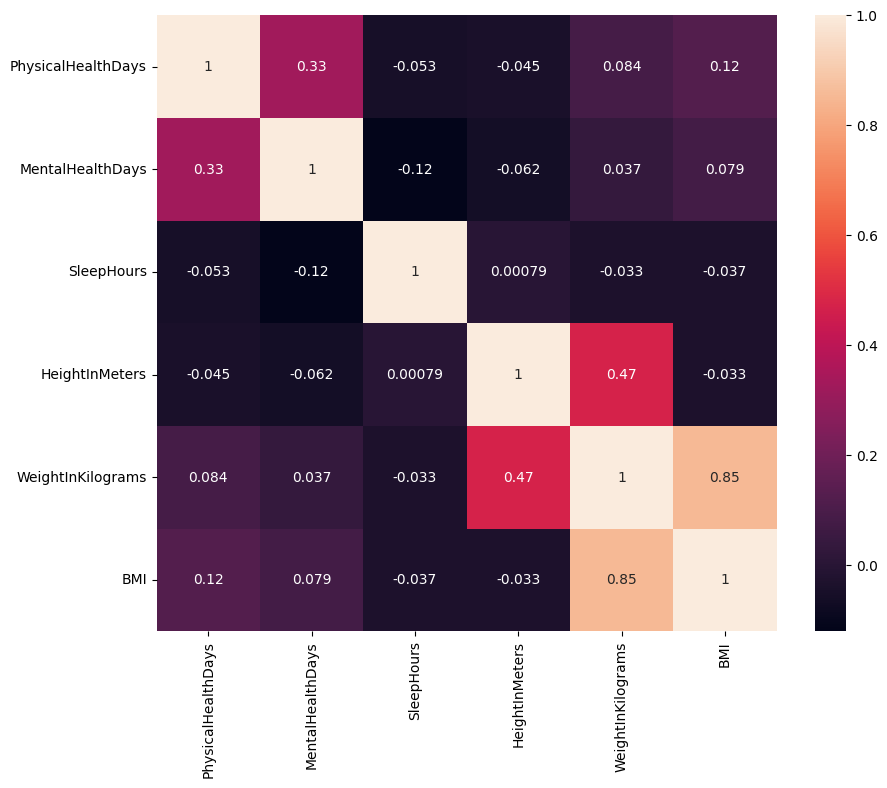 1.0
PhysicalHealthDays 1 0.33 -0.053 -0.045 0.084 0.12
0.8
MentalHealthDays 0.33 1 -0.12 -0.062 0.037 0.079
0.6
SleepHours -0.053 -0.12 1 0.00079 -0.033 -0.037
0.4
HeightInMeters -0.045 -0.062 0.00079 1 0.47 -0.033
0.2
WeightInKilograms 0.084 0.037 -0.033 0.47 1 0.85
0.0
BMI 0.12 0.079 -0.037 -0.033 0.85 1
PhysicalHealthDays
MentalHealthDays
SleepHours
HeightInMeters
WeightInKilograms
BMI